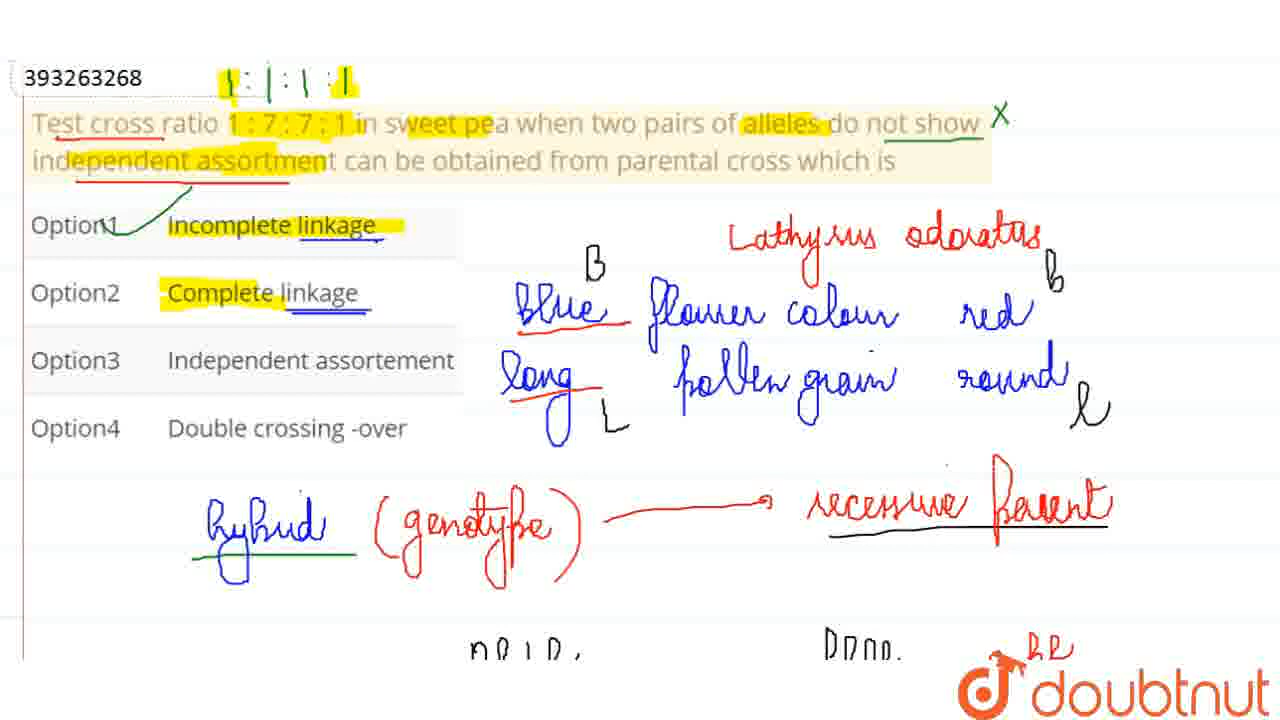 393263268
1 : 1 : 1 : 1
Test cross ratio 1 : 7 : 7 : 1 in sweet pea when two pairs of alleles do not show X
independent assortment can be obtained from parental cross which is
Option1 Incomplete linkage
Lathyrus odoratus
Option2 Complete linkage
B b
Blue flower colour red
Option3 Independent assortement
long pollen grain round
L l
Option4 Double crossing -over
hybrid (genotype) recessive parent
doubtnut